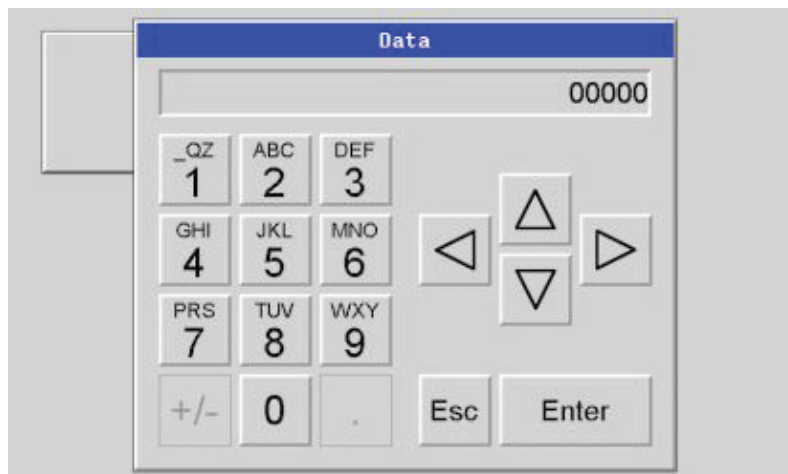 Data
00000
_QZ ABC DEF
1 2 3
GHI JKL MNO
4 5 6
PRS TUV WXY
7 8 9
+/- 0 . Esc Enter